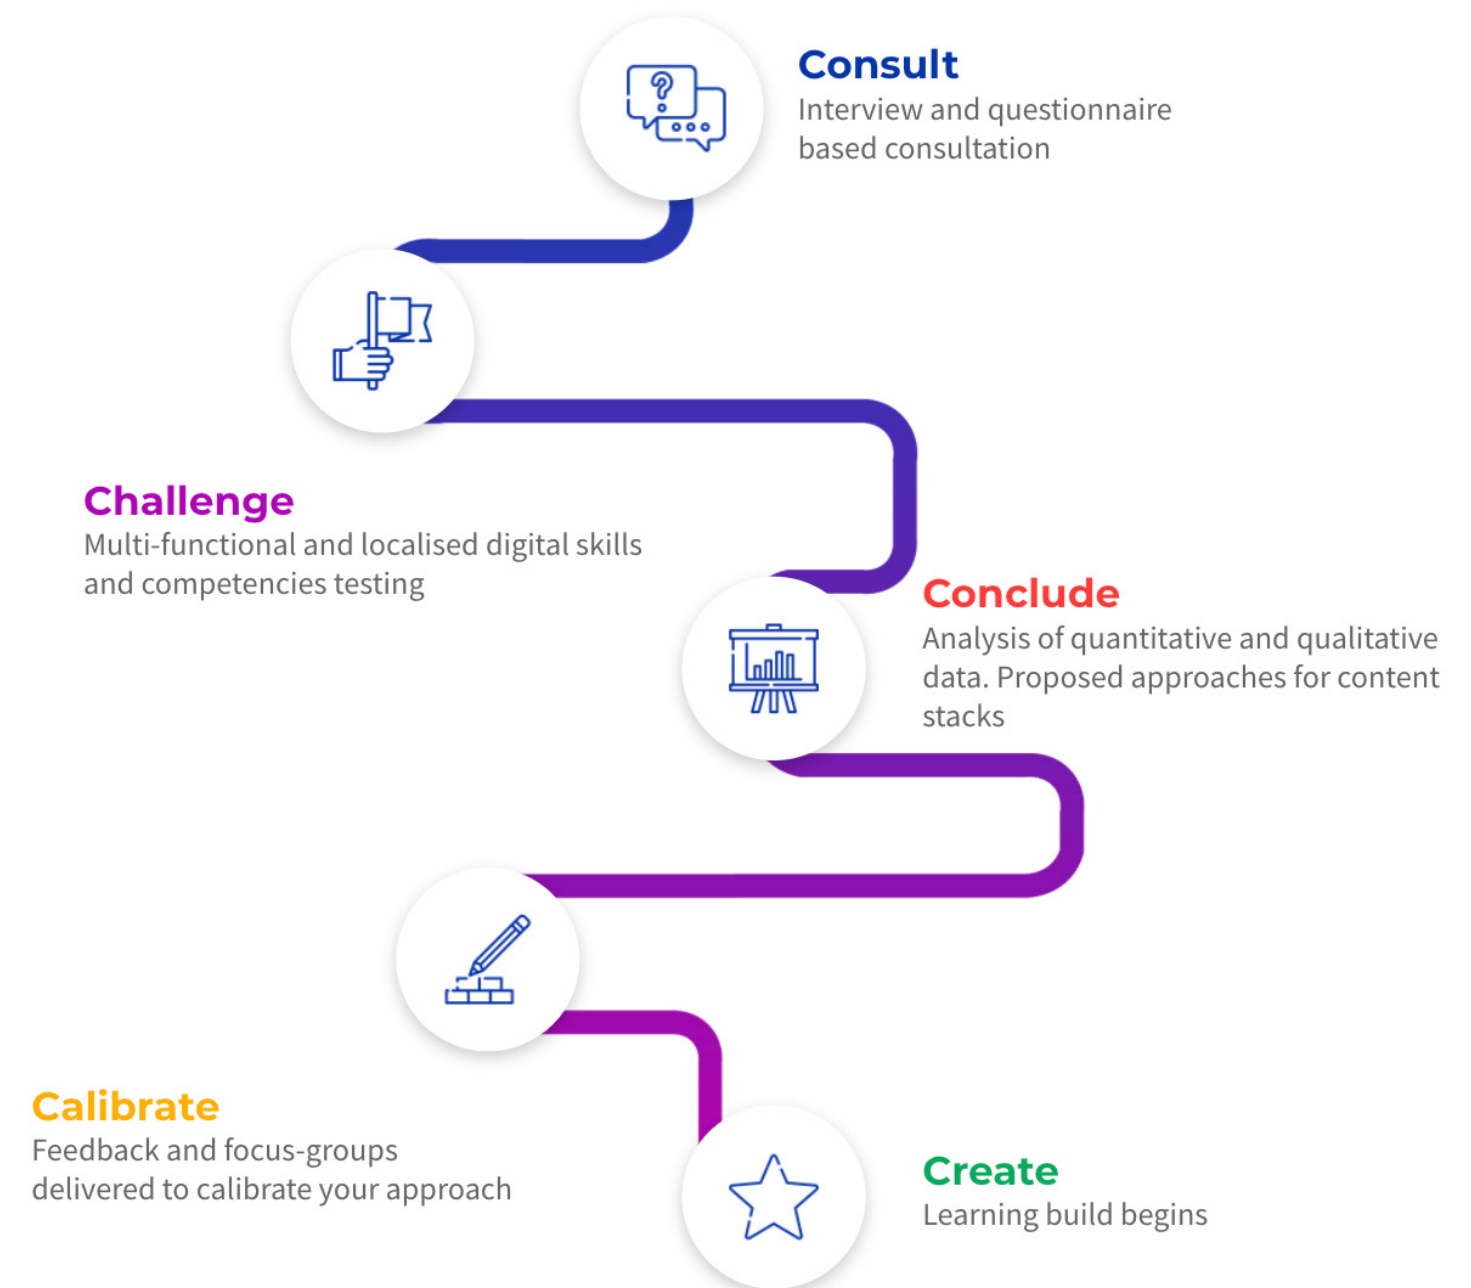 Consult
Interview and questionnaire
based consultation
Challenge
Multi-functional and localised digital skills
and competencies testing
Conclude
Analysis of quantitative and qualitative
data. Proposed approaches for content
stacks
Calibrate
Feedback and focus-groups
delivered to calibrate your approach
Create
Learning build begins